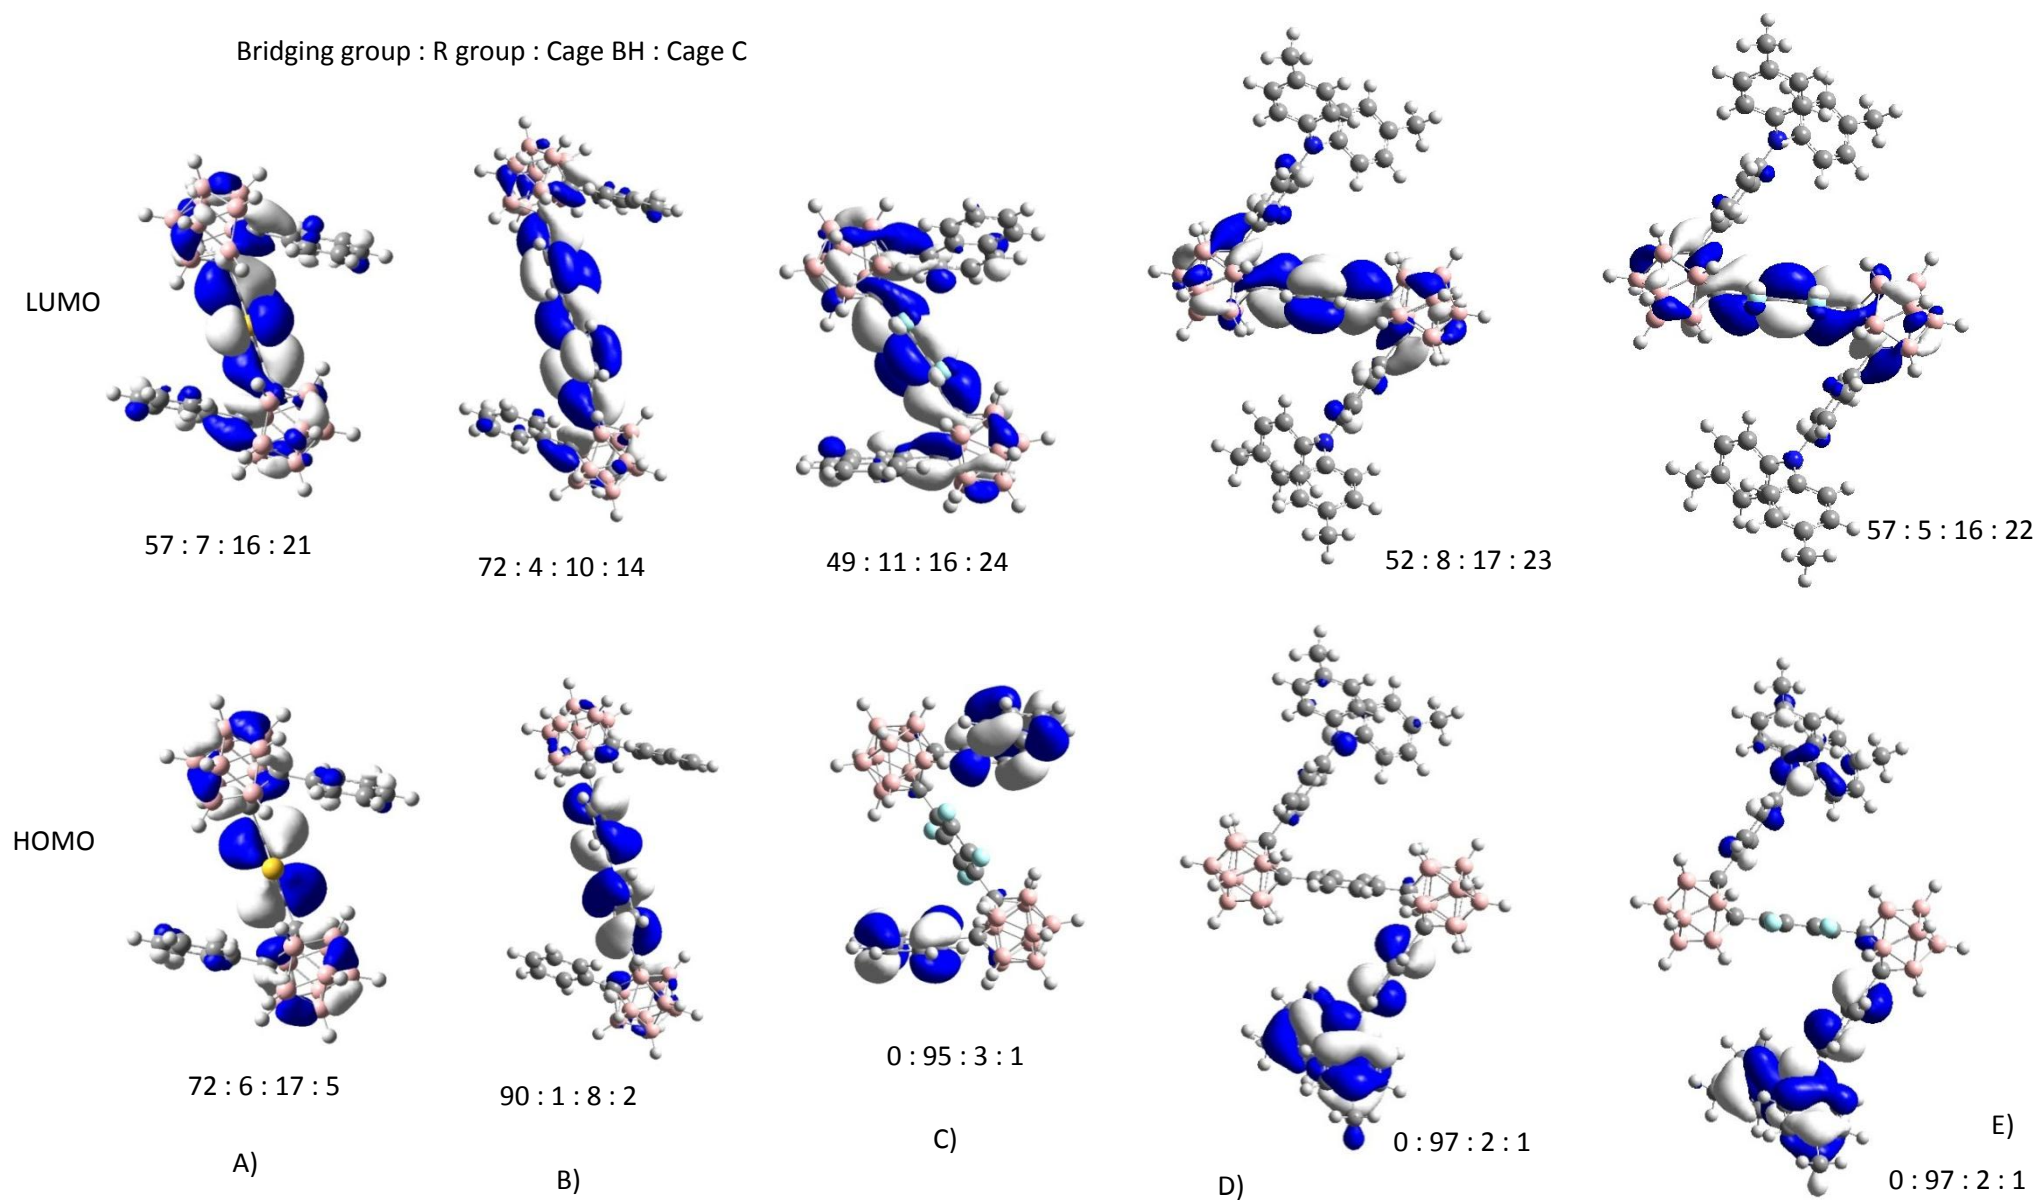 Bridging group : R group : Cage BH : Cage C
LUMO
57 : 7 : 16 : 21
72 : 4 : 10 : 14
49 : 11 : 16 : 24
52 : 8 : 17 : 23
57 : 5 : 16 : 22
HOMO
72 : 6 : 17 : 5
90 : 1 : 8 : 2
0 : 95 : 3 : 1
0 : 97 : 2 : 1
0 : 97 : 2 : 1
A)
B)
C)
D)
E)